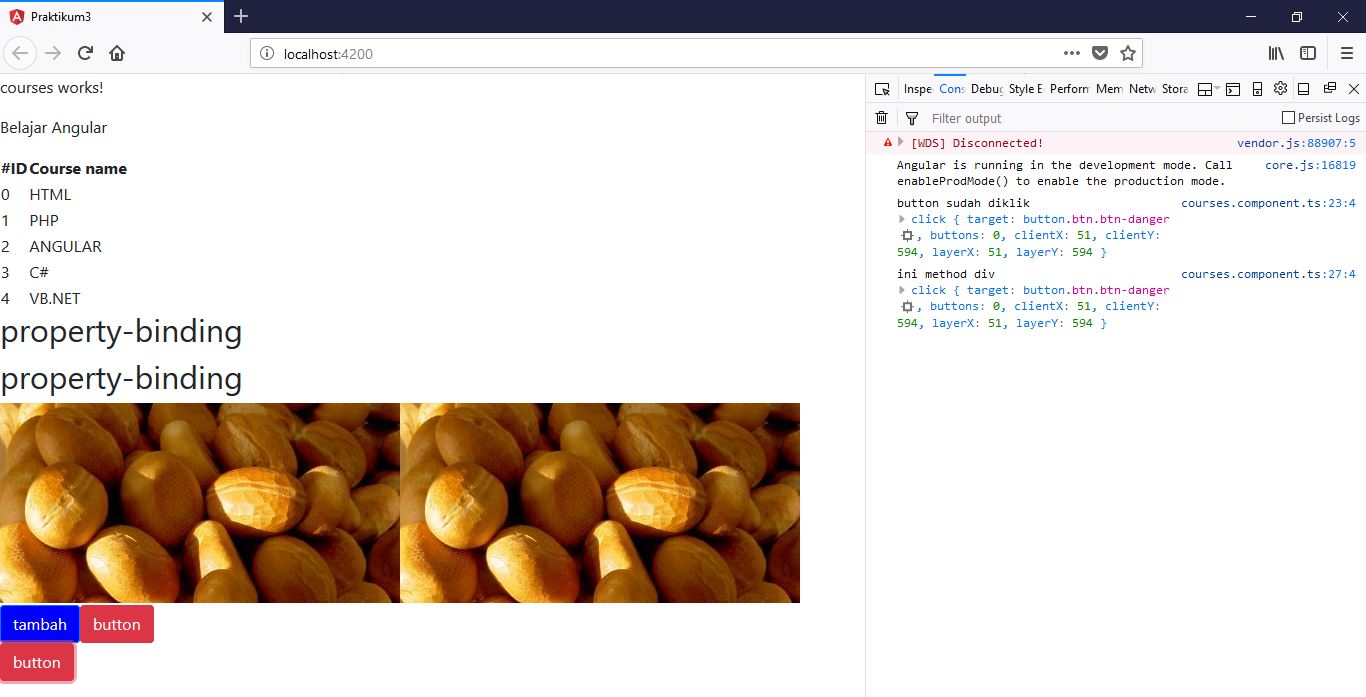 Praktikum3
localhost:4200
courses works!
Belajar Angular
#ID Course name
0 HTML
1 PHP
2 ANGULAR
3 C#
4 VB.NET
property-binding
property-binding
tambah button
button
Inspe Cons Debug Style E Perform Mem Netw Stora
Filter output Persist Logs
[WDS] Disconnected! vendor.js:88907:5
Angular is running in the development mode. Call core.js:16819
enableProdMode() to enable the production mode.
button sudah diklik courses.component.ts:23:4
click { target: button.btn.btn-danger
, buttons: 0, clientX: 51, clientY:
594, layerX: 51, layerY: 594 }
ini method div courses.component.ts:27:4
click { target: button.btn.btn-danger
, buttons: 0, clientX: 51, clientY:
594, layerX: 51, layerY: 594 }